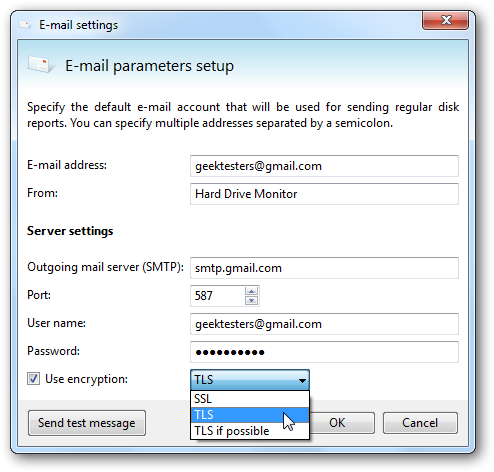 E-mail settings
E-mail parameters setup
Specify the default e-mail account that will be used for sending regular disk
reports. You can specify multiple addresses separated by a semicolon.
E-mail address: geektesters@gmail.com
From: Hard Drive Monitor
Server settings
Outgoing mail server (SMTP): smtp.gmail.com
Port: 587
User name: geektesters@gmail.com
Password: ●●●●●●●●●●
Use encryption: TLS
SSL
TLS
TLS if possible
Send test message OK Cancel